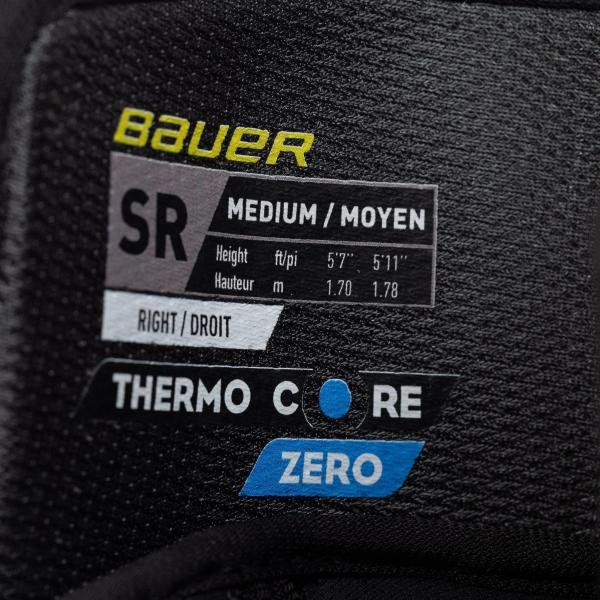 BAUER
SR
MEDIUM / MOYEN
Height ft/pi 5'7'' 5'11''
Hauteur m 1.70 1.78
RIGHT / DROIT
THERMO CORE
ZERO